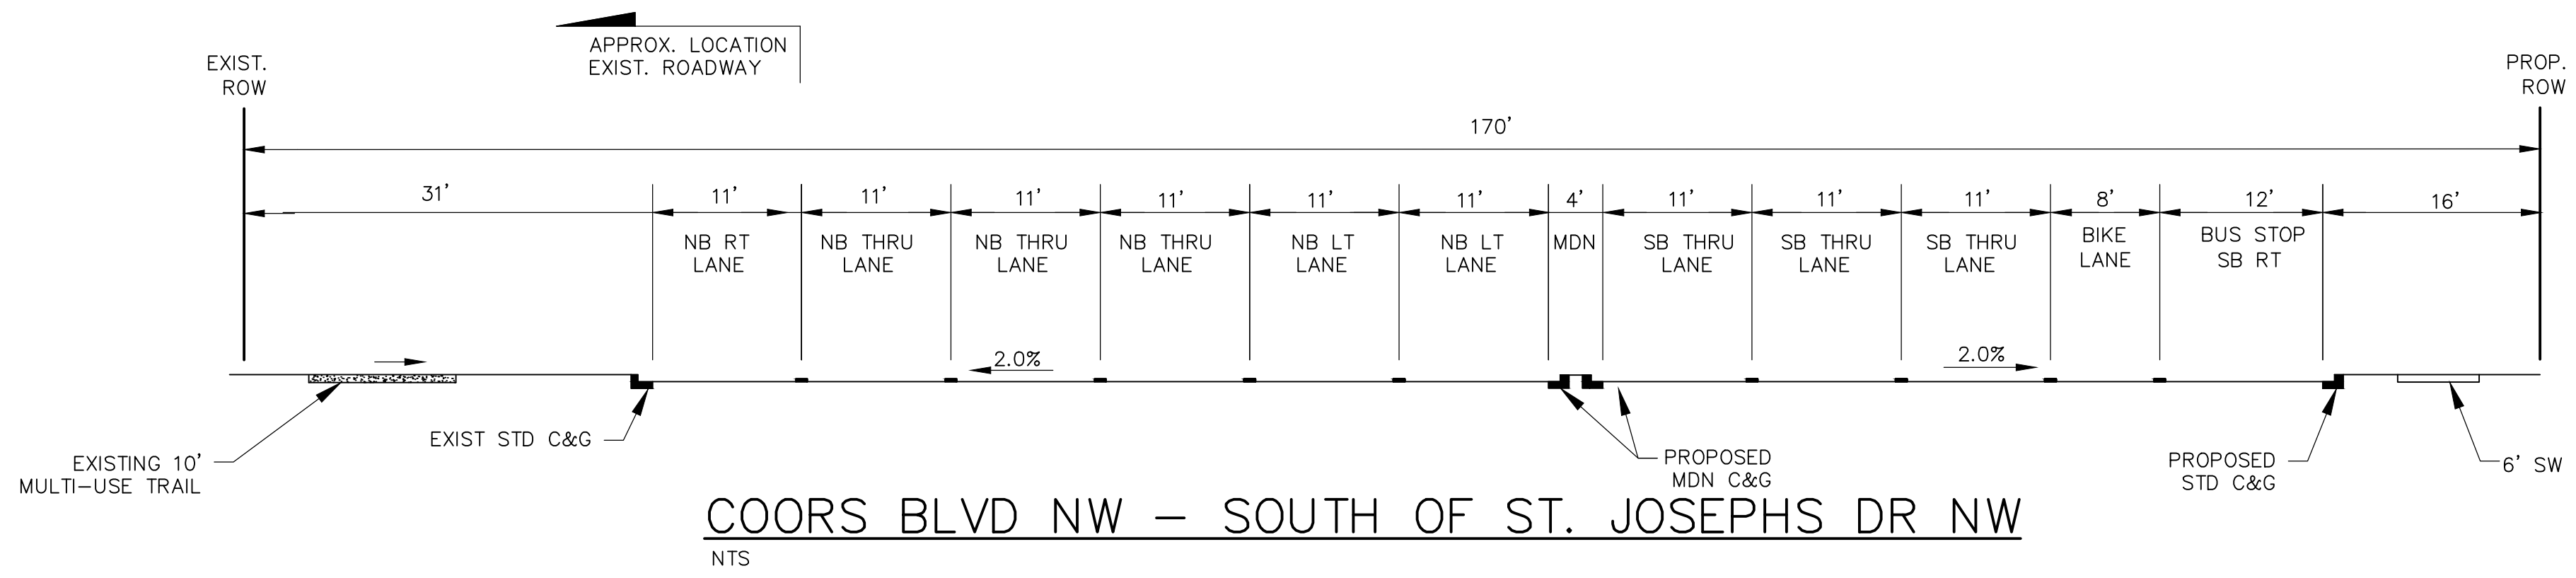 APPROX. LOCATION
EXIST. ROADWAY
EXIST.
ROW
PROP.
ROW
170'
31'
11'
11'
11'
11'
11'
11'
4'
11'
11'
11'
8'
12'
16'
NB RT
LANE
NB THRU
LANE
NB THRU
LANE
NB THRU
LANE
NB LT
LANE
NB LT
LANE
MDN
SB THRU
LANE
SB THRU
LANE
SB THRU
LANE
BIKE
LANE
BUS STOP
SB RT
2.0%
2.0%
EXIST STD C&G
EXISTING 10'
MULTI-USE TRAIL
PROPOSED
MDN C&G
PROPOSED
STD C&G
6' SW
COORS BLVD NW - SOUTH OF ST. JOSEPHS DR NW
NTS